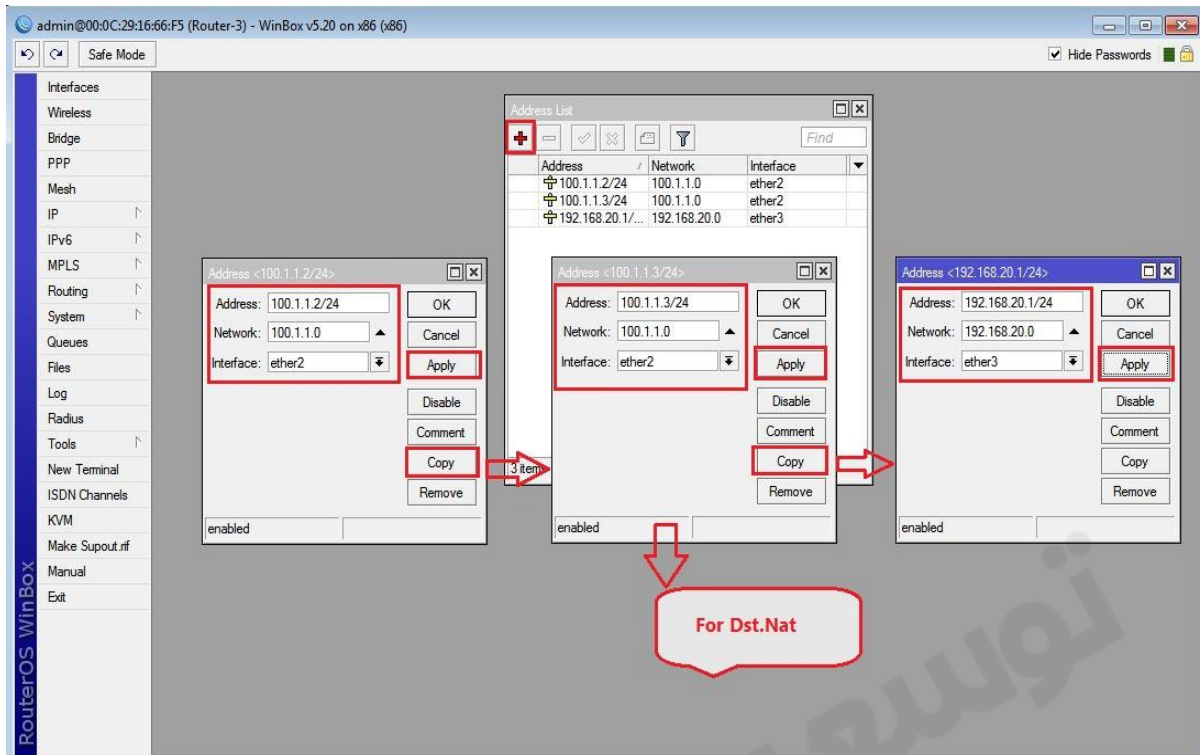 admin@00:0C:29:16:66:F5 (Router-3) - WinBox v5.20 on x86 (x86)
Safe Mode
Hide Passwords
Interfaces
Wireless
Bridge
PPP
Mesh
IP
IPv6
MPLS
Routing
System
Queues
Files
Log
Radius
Tools
New Terminal
ISDN Channels
KVM
Make Supout.rif
Manual
Exit
RouterOS WinBox
Address List
Find
Address Network Interface
100.1.1.2/24 100.1.1.0 ether2
100.1.1.3/24 100.1.1.0 ether2
192.168.20.1/... 192.168.20.0 ether3
3 item
Address <100.1.1.2/24>
Address: 100.1.1.2/24
Network: 100.1.1.0
Interface: ether2
OK
Cancel
Apply
Disable
Comment
Copy
Remove
enabled
Address <100.1.1.3/24>
Address: 100.1.1.3/24
Network: 100.1.1.0
Interface: ether2
OK
Cancel
Apply
Disable
Comment
Copy
Remove
enabled
Address <192.168.20.1/24>
Address: 192.168.20.1/24
Network: 192.168.20.0
Interface: ether3
OK
Cancel
Apply
Disable
Comment
Copy
Remove
enabled
For Dst.Nat